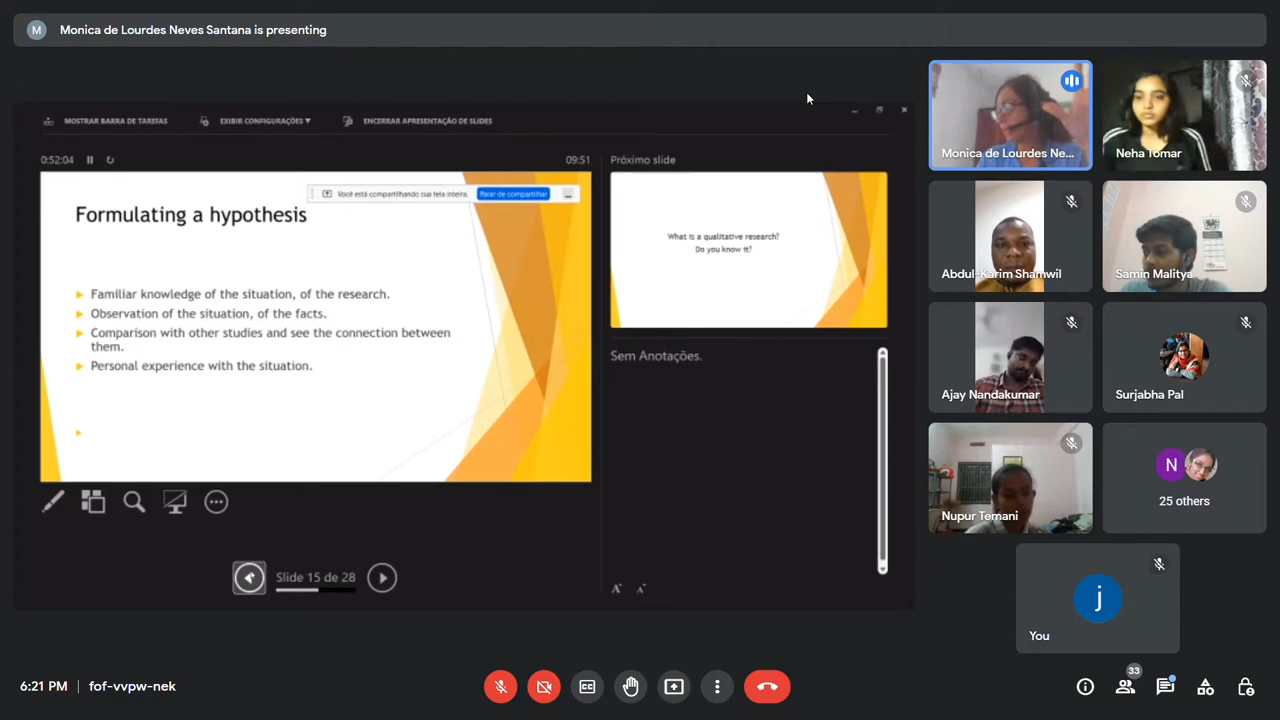 M
Monica de Lourdes Neves Santana is presenting
MOSTRAR BARRA DE TAREFAS
EXIBIR CONFIGURAÇÕES ▼
ENCERRAR APRESENTAÇÃO DE SLIDES
0:52:04
09:51
Próximo slide
Você está compartilhando sua tela inteira.
Parar de compartilhar
Formulating a hypothesis
Familiar knowledge of the situation, of the research.
Observation of the situation, of the facts.
Comparison with other studies and see the connection between
them.
Personal experience with the situation.
What is a qualitative research?
Do you know it?
Sem Anotações.
Slide 15 de 28
A
A
Monica de Lourdes Ne...
Neha Tomar
Abdul-Karim Shamwil
Samin Malitya
Ajay Nandakumar
Surjabha Pal
Nupur Temani
N
25 others
j
You
6:21 PM
fof-vvpw-nek
CC
33